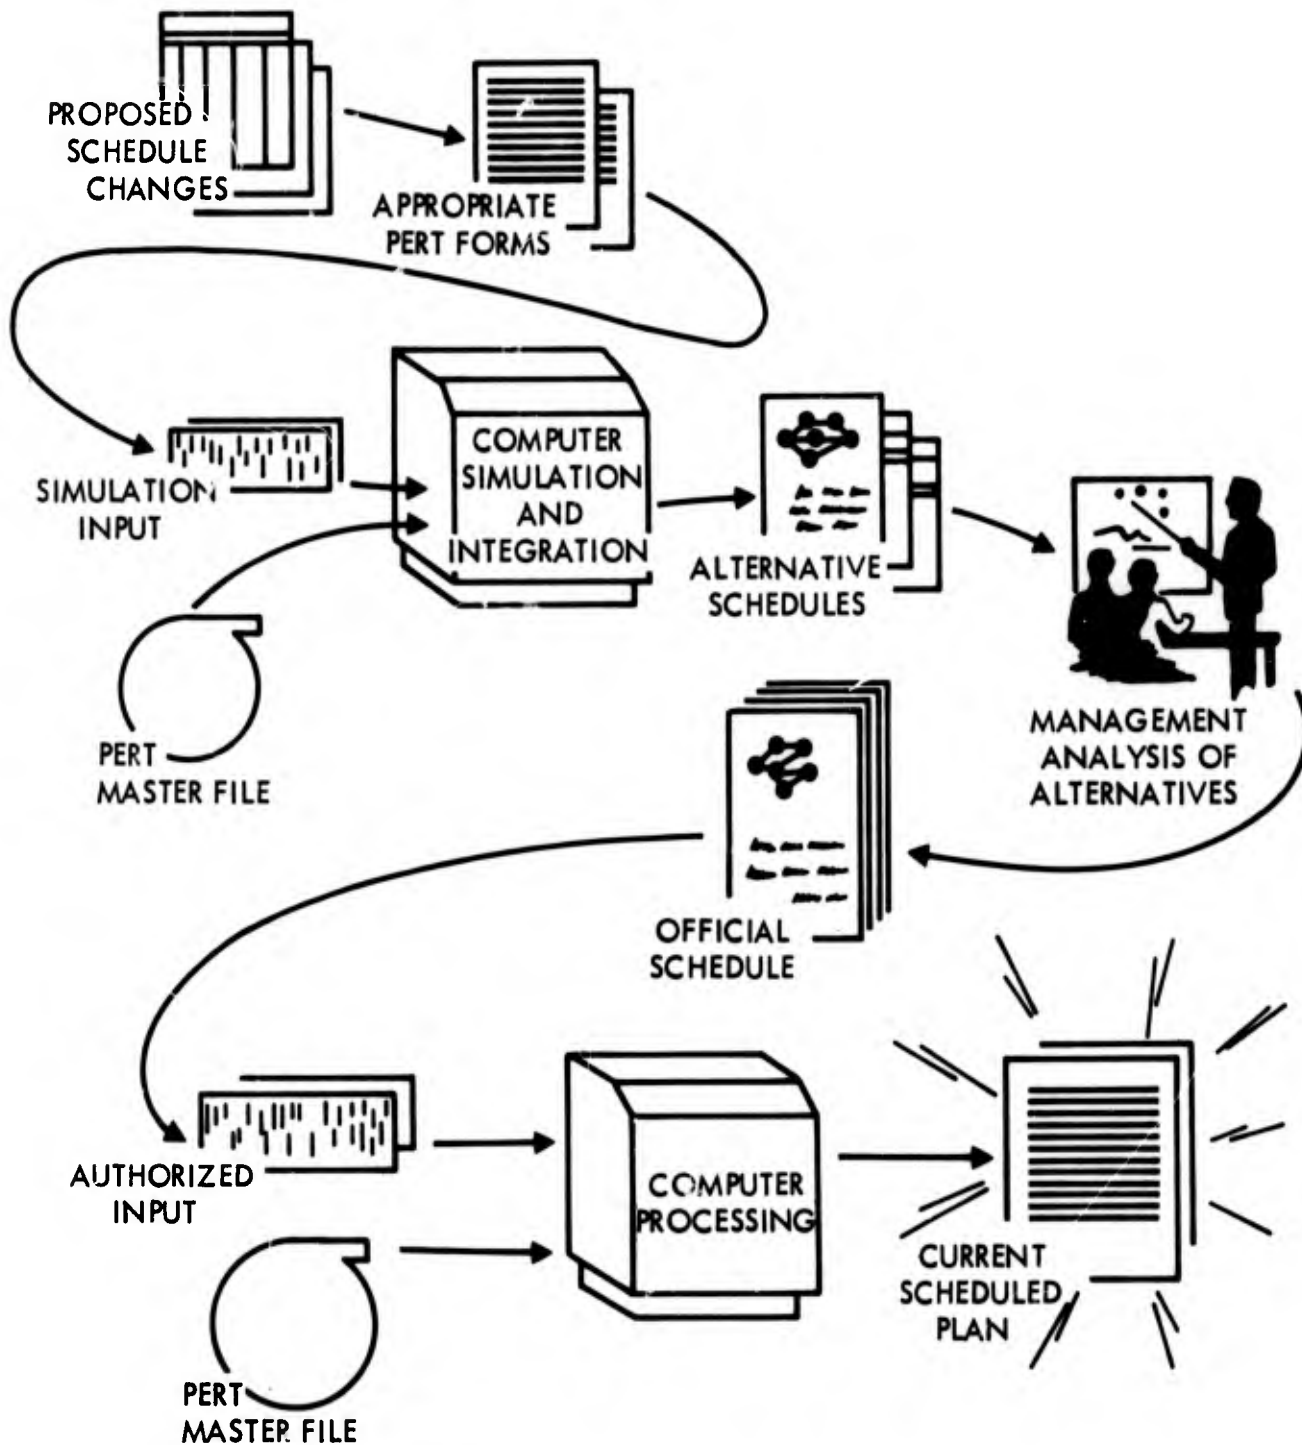 PROPOSED
SCHEDULE
CHANGES
APPROPRIATE
PERT FORMS
SIMULATION
INPUT
COMPUTER
SIMULATION
AND
INTEGRATION
ALTERNATIVE
SCHEDULES
PERT
MASTER FILE
MANAGEMENT
ANALYSIS OF
ALTERNATIVES
OFFICIAL
SCHEDULE
AUTHORIZED
INPUT
COMPUTER
PROCESSING
CURRENT
SCHEDULED
PLAN
PERT
MASTER FILE